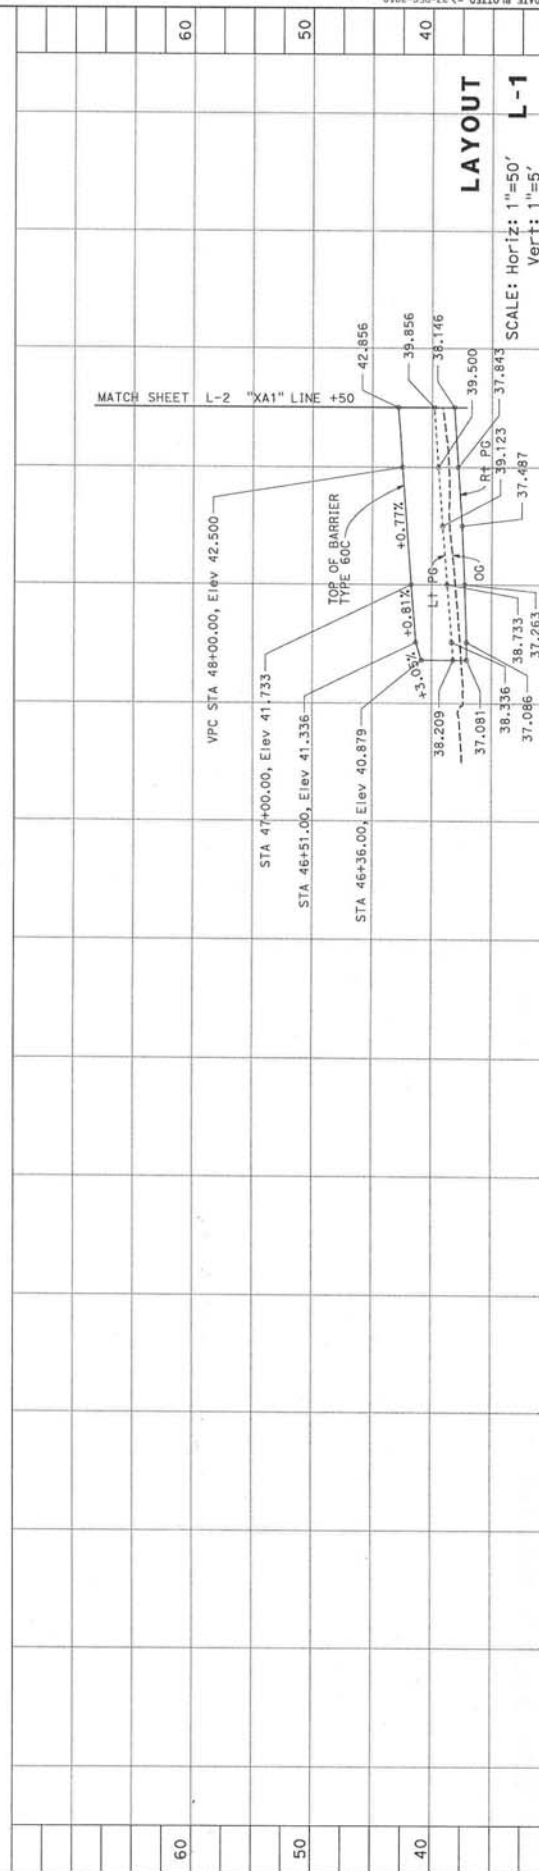 60
50
40
LAYOUT
L-1
SCALE: Horiz: 1"=50'
Vert: 1"=5'
MATCH SHEET L-2 "XA1" LINE +50
42.856
39.856
38.146
39.500
37.843
39.123
37.487
Rt PG
VPC STA 48+00.00, Elev 42.500
TOP OF BARRIER
TYPE 60C
+0.77%
+0.81%
+3.05%
Lt PG
OG
STA 47+00.00, Elev 41.733
STA 46+51.00, Elev 41.336
STA 46+36.00, Elev 40.879
38.733
37.263
38.209
37.081
38.336
37.086
60
50
40